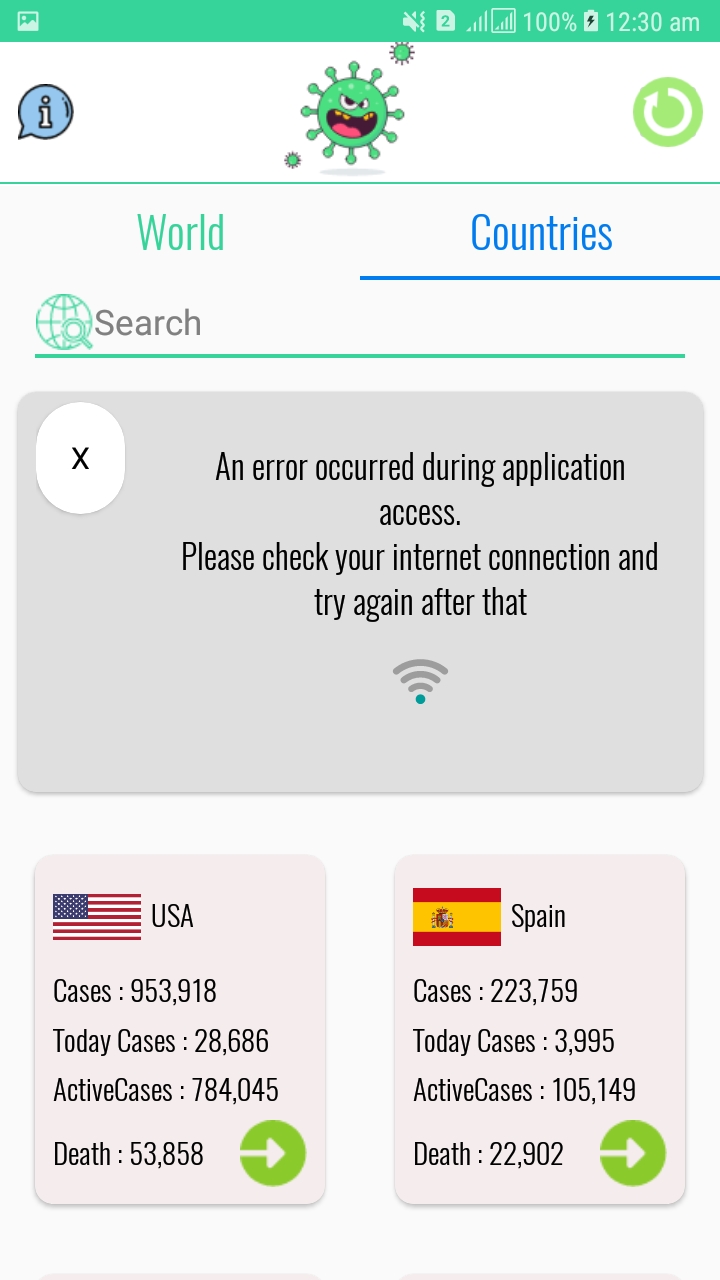 2 100% 12:30 am
i
World Countries
Search
X
An error occurred during application
access.
Please check your internet connection and
try again after that
USA
Cases : 953,918
Today Cases : 28,686
ActiveCases : 784,045
Death : 53,858
Spain
Cases : 223,759
Today Cases : 3,995
ActiveCases : 105,149
Death : 22,902